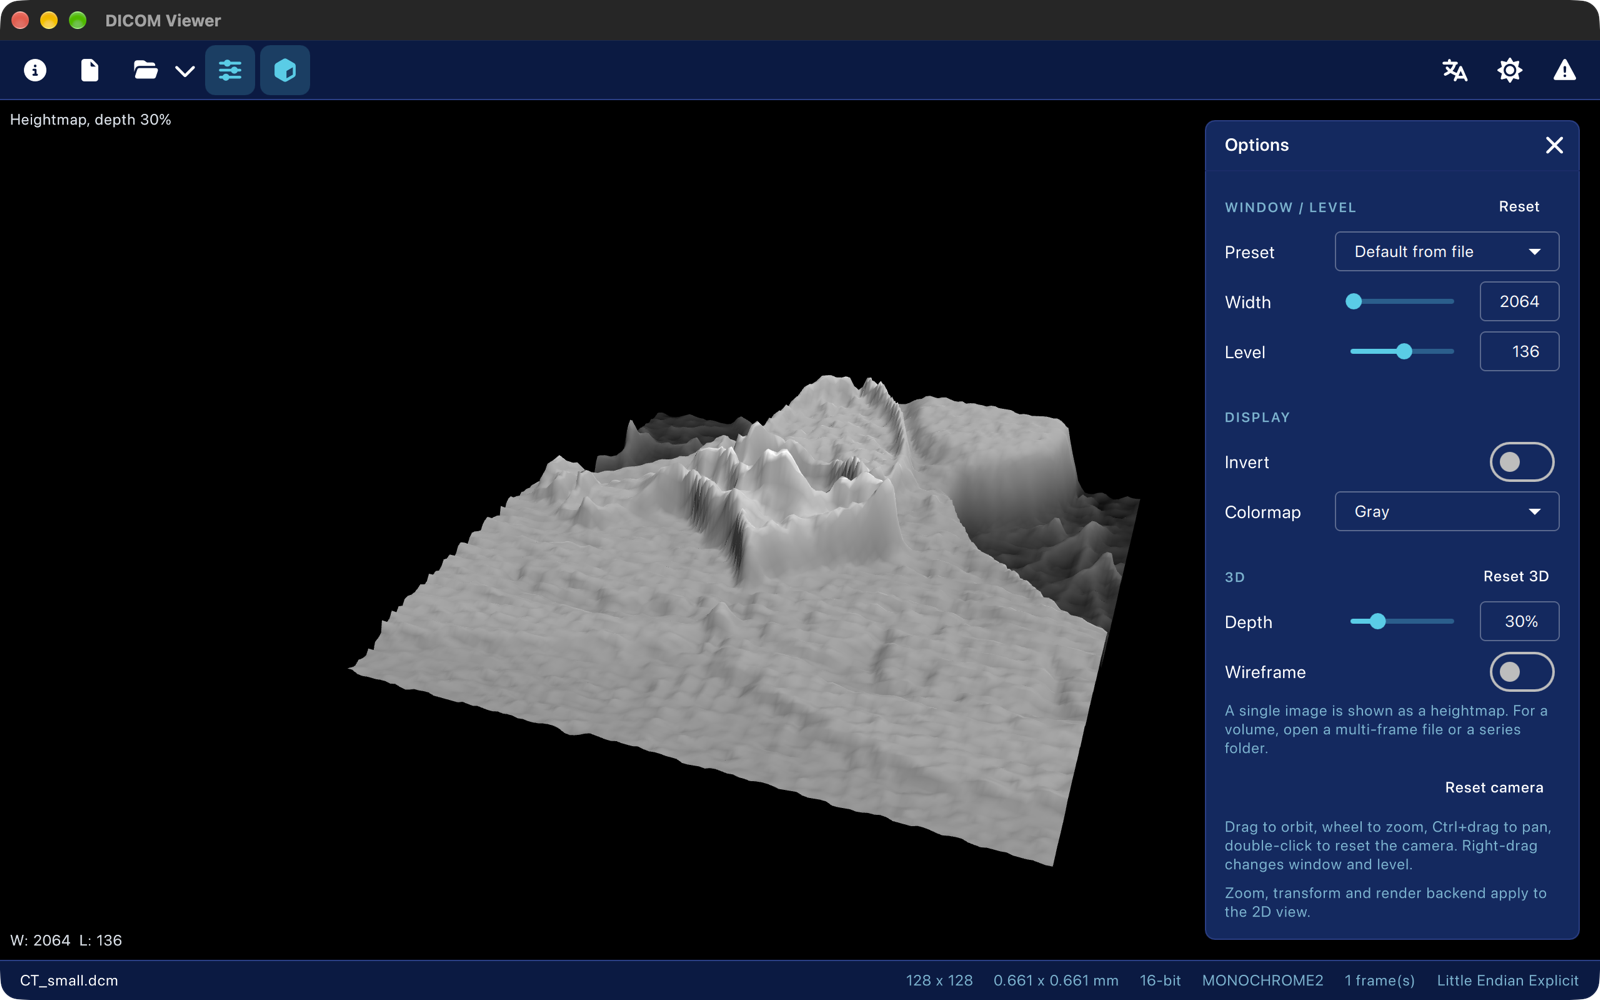 DICOM Viewer
Heightmap, depth 30%
Options
WINDOW / LEVEL
Reset
Preset
Default from file
Width
2064
Level
136
DISPLAY
Invert
Colormap
Gray
3D
Reset 3D
Depth
30%
Wireframe
A single image is shown as a heightmap. For a
volume, open a multi-frame file or a series
folder.
Reset camera
Drag to orbit, wheel to zoom, Ctrl+drag to pan,
double-click to reset the camera. Right-drag
changes window and level.
Zoom, transform and render backend apply to
the 2D view.
W: 2064 L: 136
CT_small.dcm
128 x 128
0.661 x 0.661 mm
16-bit
MONOCHROME2
1 frame(s)
Little Endian Explicit